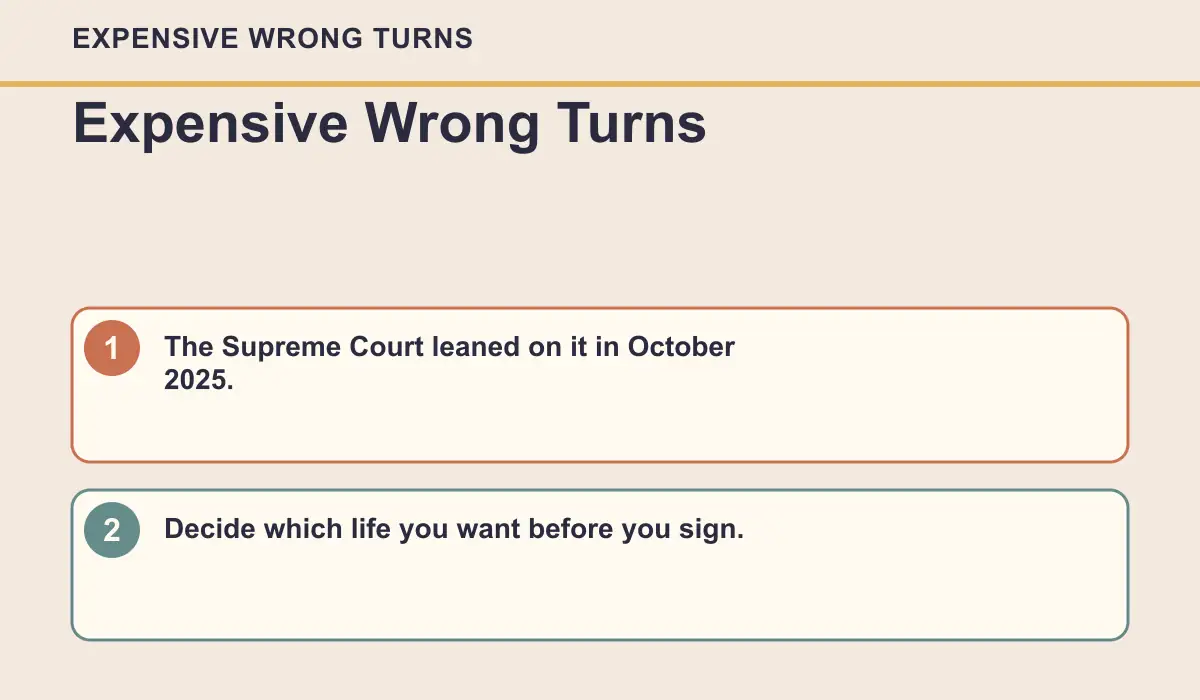 EXPENSIVE WRONG TURNS
Expensive Wrong Turns
1
The Supreme Court leaned on it in October
2025.
2
Decide which life you want before you sign.